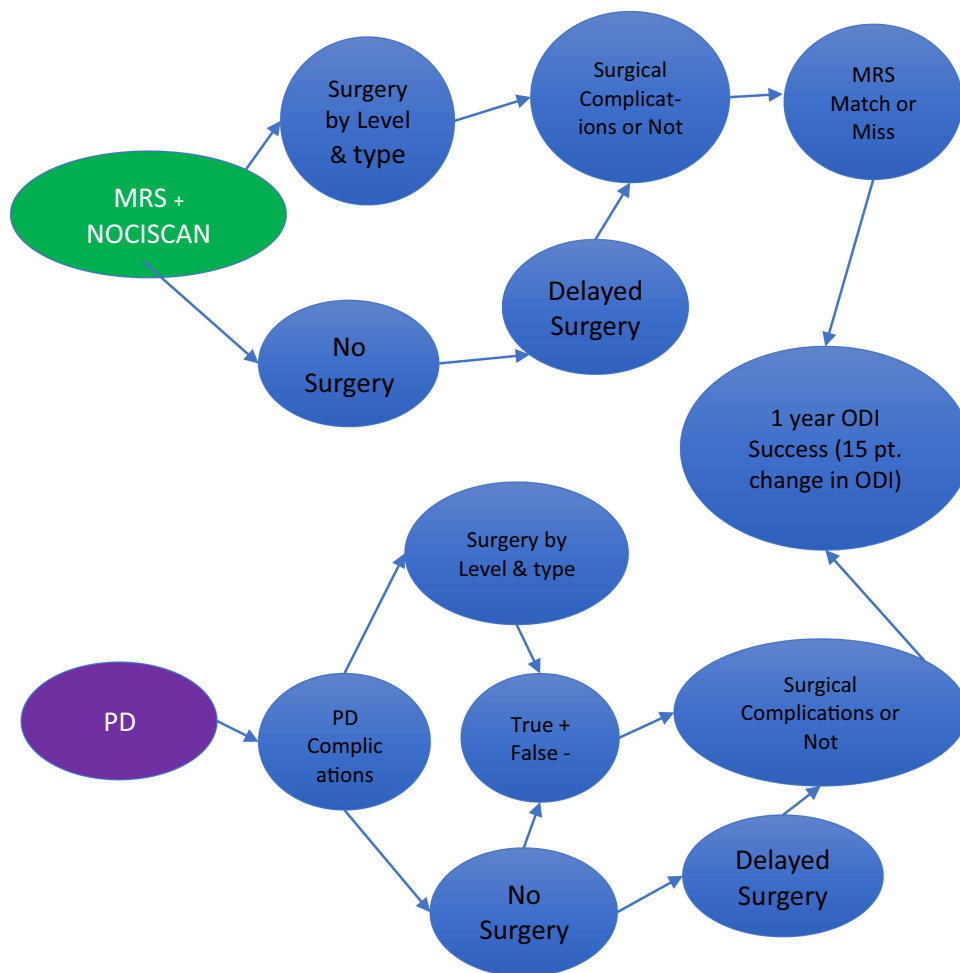 Surgery
by Level
& type
Surgical
Complicat-
ions or Not
MRS
Match or
Miss
MRS +
NOCISCAN
No
Surgery
Delayed
Surgery
1 year ODI
Success (15 pt.
change in ODI)
Surgery by
Level & type
PD
PD
Complic
ations
True +
False -
Surgical
Complications or
Not
No
Surgery
Delayed
Surgery